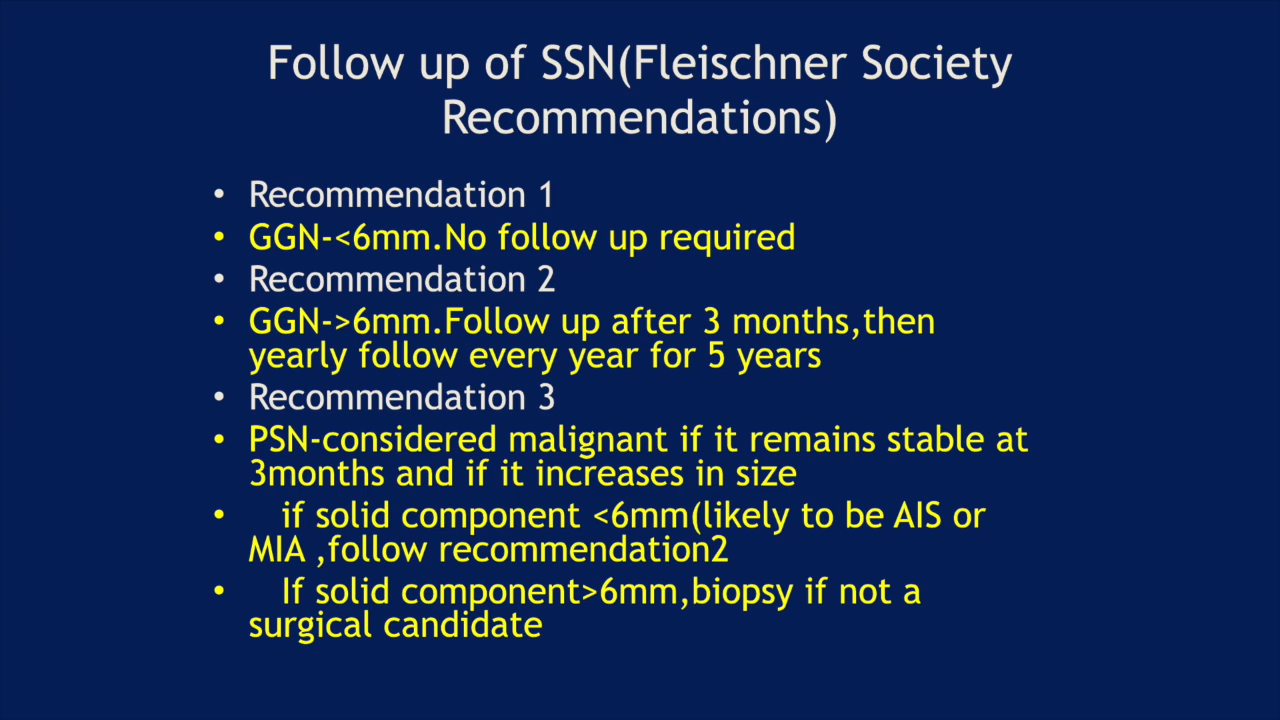 Follow up of SSN(Fleischner Society
Recommendations)
• Recommendation 1
• GGN-<6mm.No follow up required
• Recommendation 2
• GGN->6mm.Follow up after 3 months,then
yearly follow every year for 5 years
• Recommendation 3
• PSN-considered malignant if it remains stable at
3months and if it increases in size
• if solid component <6mm(likely to be AIS or
MIA ,follow recommendation2
• If solid component>6mm,biopsy if not a
surgical candidate